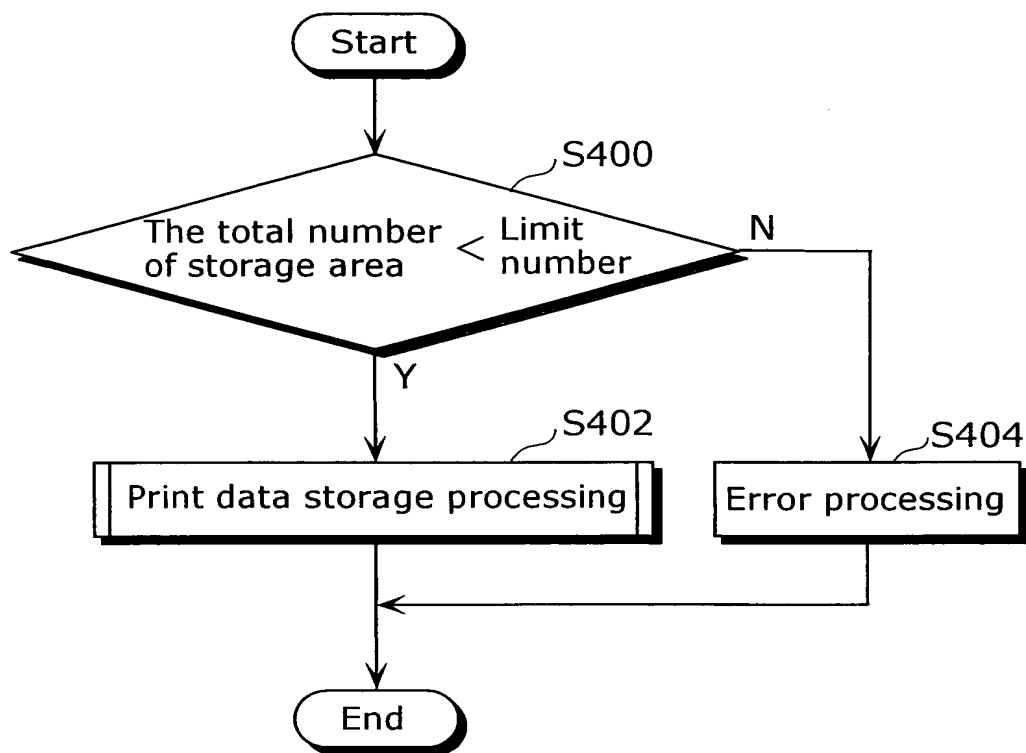 Start
S400
The total number
of storage area
<
Limit
number
N
Y
S402
Print data storage processing
S404
Error processing
End